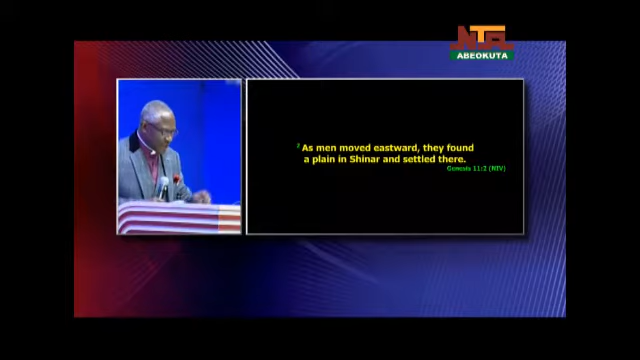 NTA
ABEOKUTA
² As men moved eastward, they found
a plain in Shinar and settled there.
Genesis 11:2 (NIV)